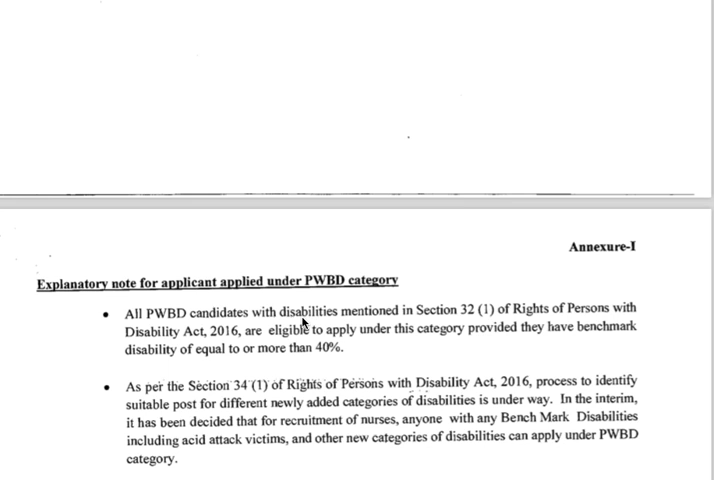 Annexure-I
Explanatory note for applicant applied under PWBD category
• All PWBD candidates with disabilities mentioned in Section 32 (1) of Rights of Persons with
Disability Act, 2016, are eligible to apply under this category provided they have benchmark
disability of equal to or more than 40%.
• As per the Section 34 (1) of Rights of Persons with Disability Act, 2016, process to identify
suitable post for different newly added categories of disabilities is under way. In the interim,
it has been decided that for recruitment of nurses, anyone with any Bench Mark Disabilities
including acid attack victims, and other new categories of disabilities can apply under PWBD
category.